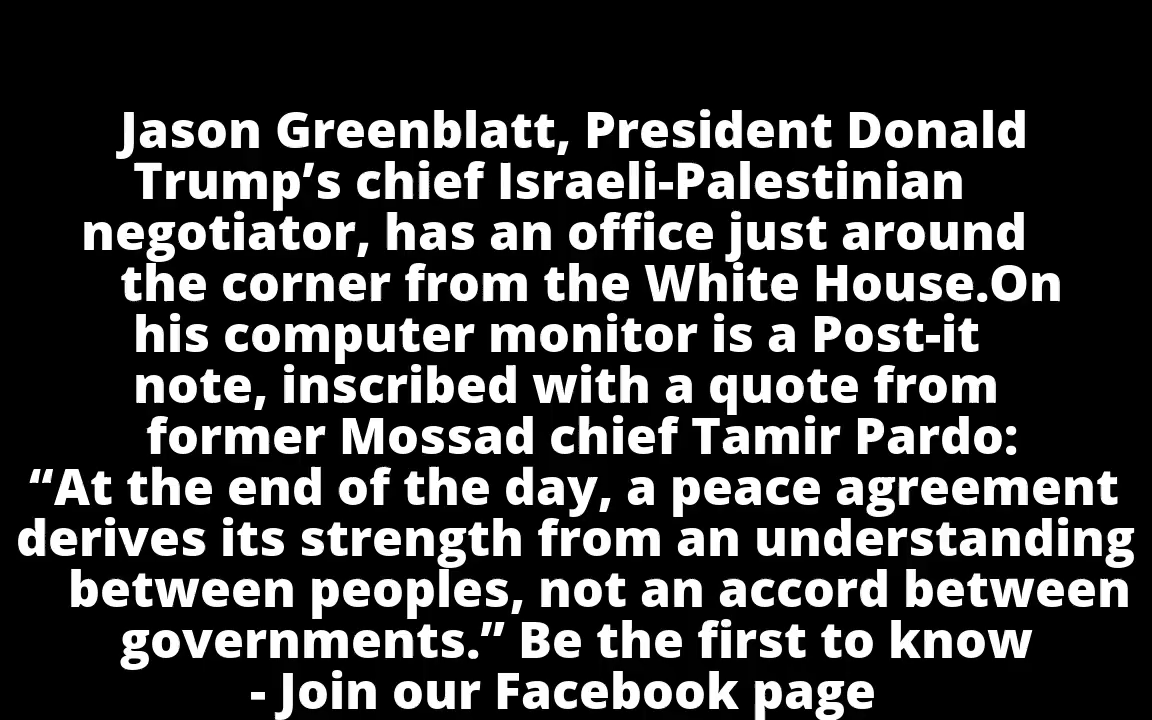 Jason Greenblatt, President Donald
Trump’s chief Israeli-Palestinian
negotiator, has an office just around
the corner from the White House.On
his computer monitor is a Post-it
note, inscribed with a quote from
former Mossad chief Tamir Pardo:
“At the end of the day, a peace agreement
derives its strength from an understanding
between peoples, not an accord between
governments.” Be the first to know
- Join our Facebook page